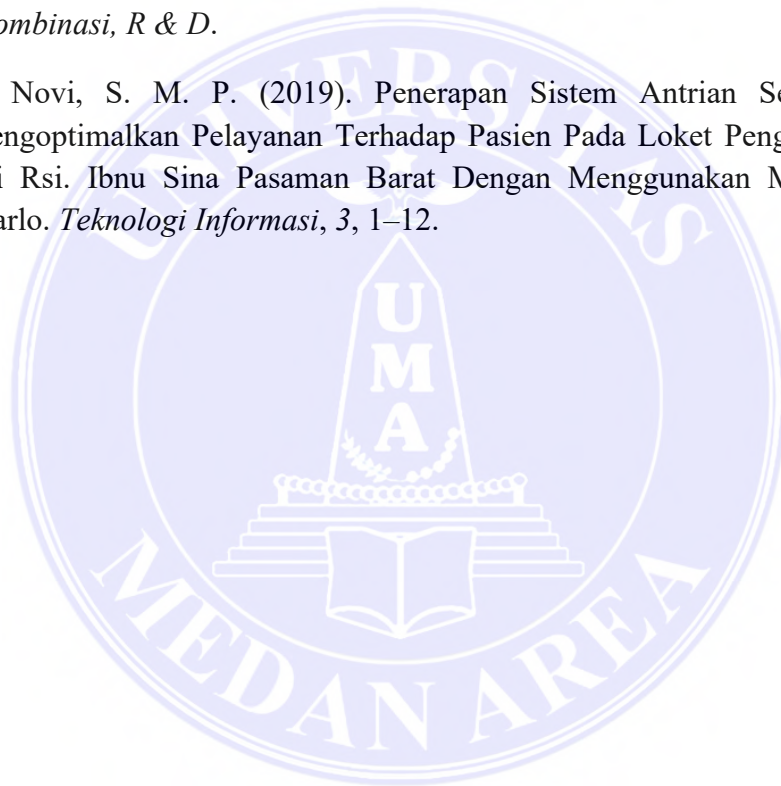 ombinasi, R & D.
Novi, S. M. P. (2019). Penerapan Sistem Antrian Se
engoptimalkan Pelayanan Terhadap Pasien Pada Loket Peng
i Rsi. Ibnu Sina Pasaman Barat Dengan Menggunakan M
arlo. Teknologi Informasi, 3, 1–12.
UNIVERSITAS
U
M
A
MEDAN AREA